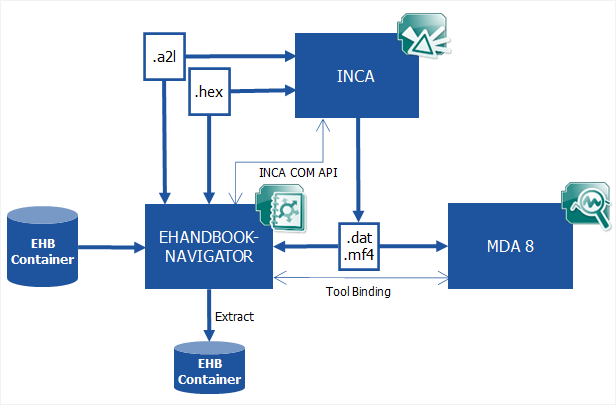 .a2l
INCA
.hex
INCA COM API
EHANDBOOK-
NAVIGATOR
.dat
.mf4
MDA 8
EHB
Container
Tool Binding
Extract
EHB
Container